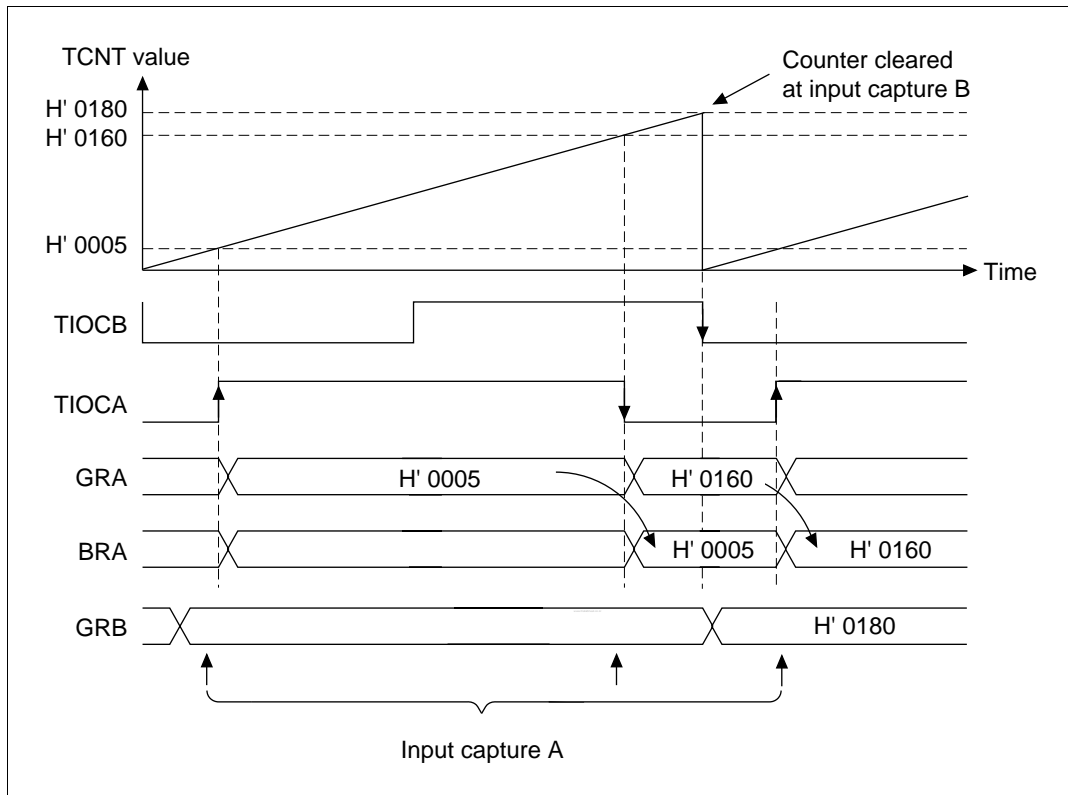 TCNT value
Counter cleared
at input capture B
H' 0180
H' 0160
H' 0005
Time
TIOCB
TIOCA
GRA
H' 0005
H' 0160
BRA
H' 0005
H' 0160
GRB
H' 0180
Input capture A